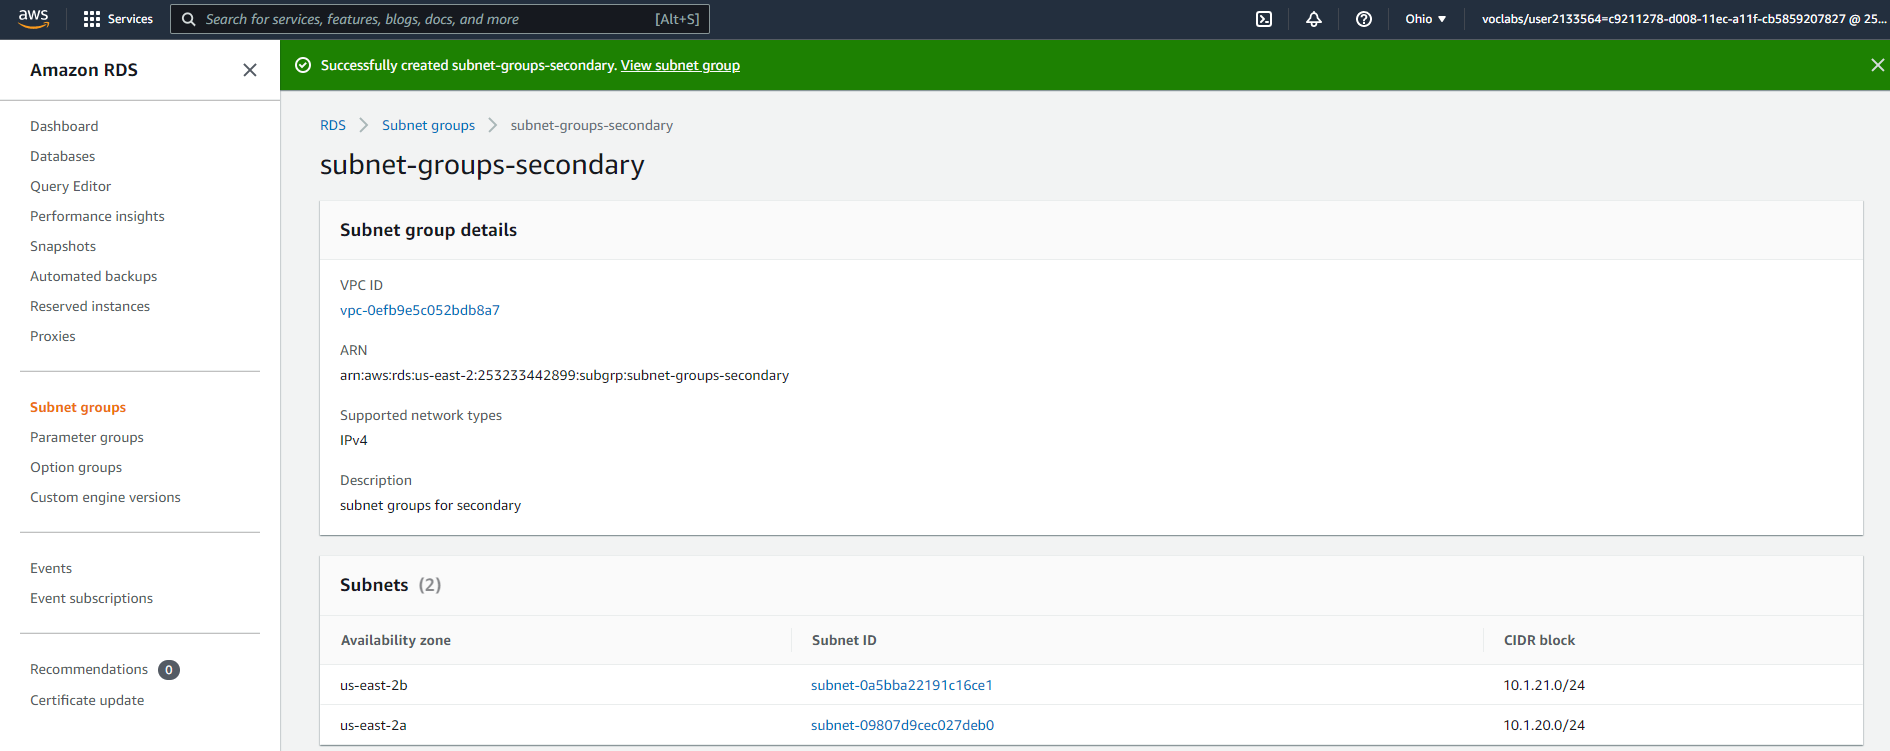 aws Services Search for services, features, blogs, docs, and more [Alt+S] Ohio voclabs/user2133564=c9211278-d008-11ec-a11f-cb5859207827 @ 25...
Amazon RDS
Dashboard
Databases
Query Editor
Performance insights
Snapshots
Automated backups
Reserved instances
Proxies
Subnet groups
Parameter groups
Option groups
Custom engine versions
Events
Event subscriptions
Recommendations 0
Certificate update
Successfully created subnet-groups-secondary. View subnet group
RDS Subnet groups subnet-groups-secondary
subnet-groups-secondary
Subnet group details
VPC ID
vpc-0efb9e5c052bdb8a7
ARN
arn:aws:rds:us-east-2:253233442899:subgrp:subnet-groups-secondary
Supported network types
IPv4
Description
subnet groups for secondary
Subnets (2)
Availability zone Subnet ID CIDR block
us-east-2b subnet-0a5bba22191c16ce1 10.1.21.0/24
us-east-2a subnet-09807d9cec027deb0 10.1.20.0/24